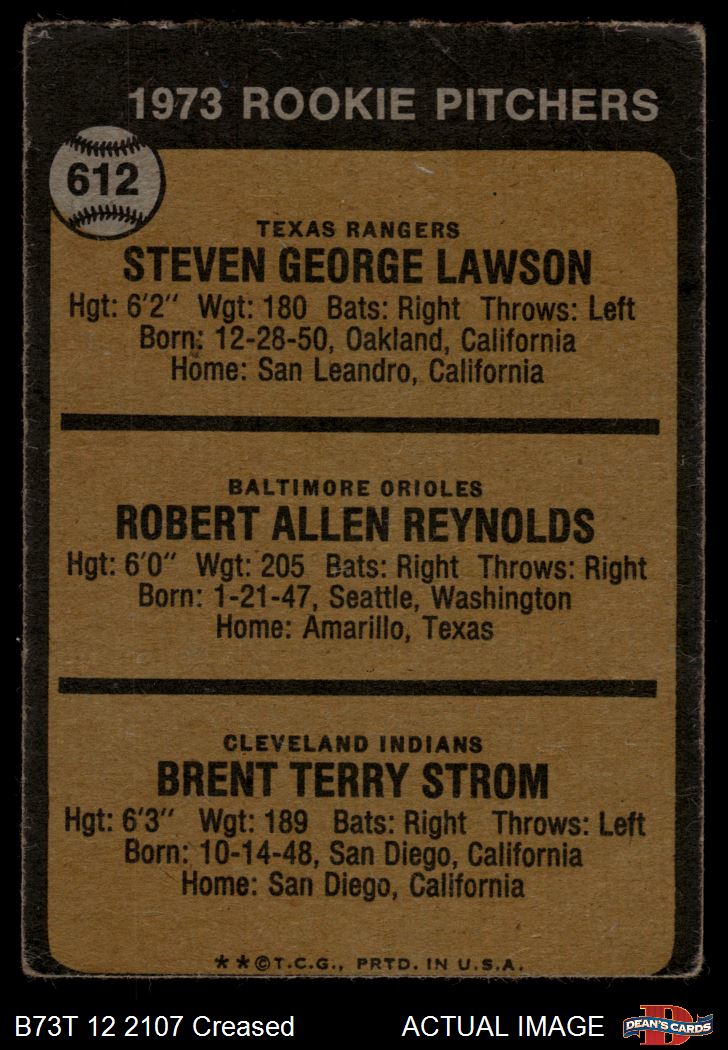 1973 ROOKIE PITCHERS
612
TEXAS RANGERS
STEVEN GEORGE LAWSON
Hgt: 6'2" Wgt: 180 Bats: Right Throws: Left
Born: 12-28-50, Oakland, California
Home: San Leandro, California
BALTIMORE ORIOLES
ROBERT ALLEN REYNOLDS
Hgt: 6'0" Wgt: 205 Bats: Right Throws: Right
Born: 1-21-47, Seattle, Washington
Home: Amarillo, Texas
CLEVELAND INDIANS
BRENT TERRY STROM
Hgt: 6'3" Wgt: 189 Bats: Right Throws: Left
Born: 10-14-48, San Diego, California
Home: San Diego, California
**©T.C.G., PRTD. IN U.S.A.
B73T 12 2107 Creased ACTUAL IMAGE
D
DEAN'S CARDS